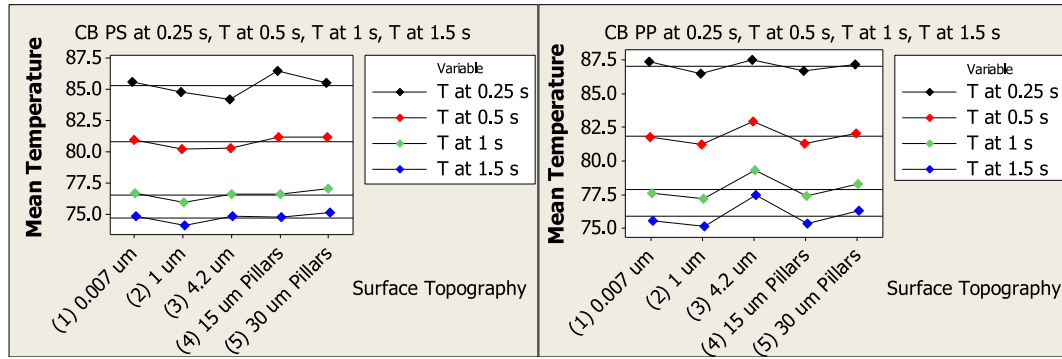 CB PS at 0.25 s, T at 0.5 s, T at 1 s, T at 1.5 s
Mean Temperature
87.5
85.0
82.5
80.0
77.5
75.0
Variable
T at 0.25 s
T at 0.5 s
T at 1 s
T at 1.5 s
(1) 0.007 um
(2) 1 um
(3) 4.2 um
(4) 15 um Pillars
(5) 30 um Pillars
Surface Topography
CB PP at 0.25 s, T at 0.5 s, T at 1 s, T at 1.5 s
Mean Temperature
87.5
85.0
82.5
80.0
77.5
75.0
Variable
T at 0.25 s
T at 0.5 s
T at 1 s
T at 1.5 s
(1) 0.007 um
(2) 1 um
(3) 4.2 um
(4) 15 um Pillars
(5) 30 um Pillars
Surface Topography